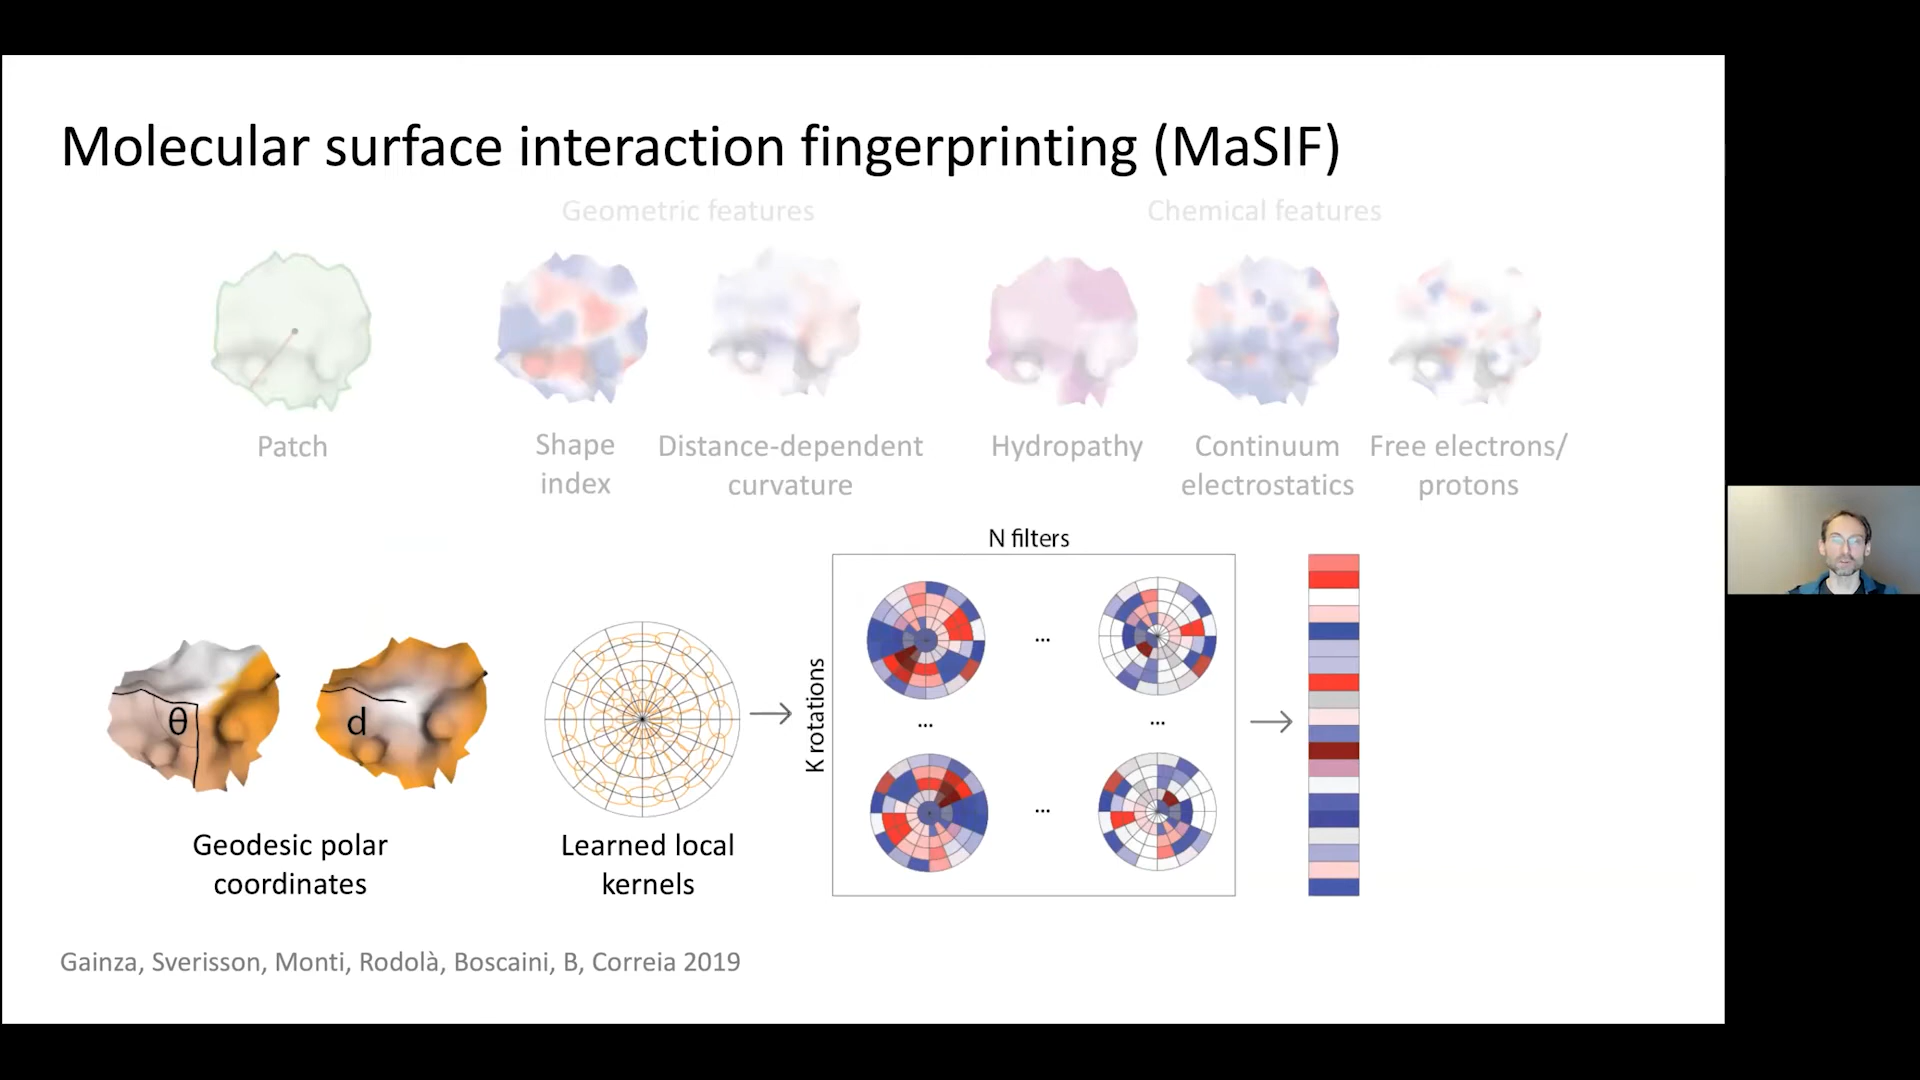 Molecular surface interaction fingerprinting (MaSIF)
Geometric features
Chemical features
Patch
Shape
index
Distance-dependent
curvature
Hydropathy
Continuum
electrostatics
Free electrons/
protons
N filters
K rotations
...
...
...
...
θ
d
Geodesic polar
coordinates
Learned local
kernels
Gainza, Sverisson, Monti, Rodolà, Boscaini, B, Correia 2019